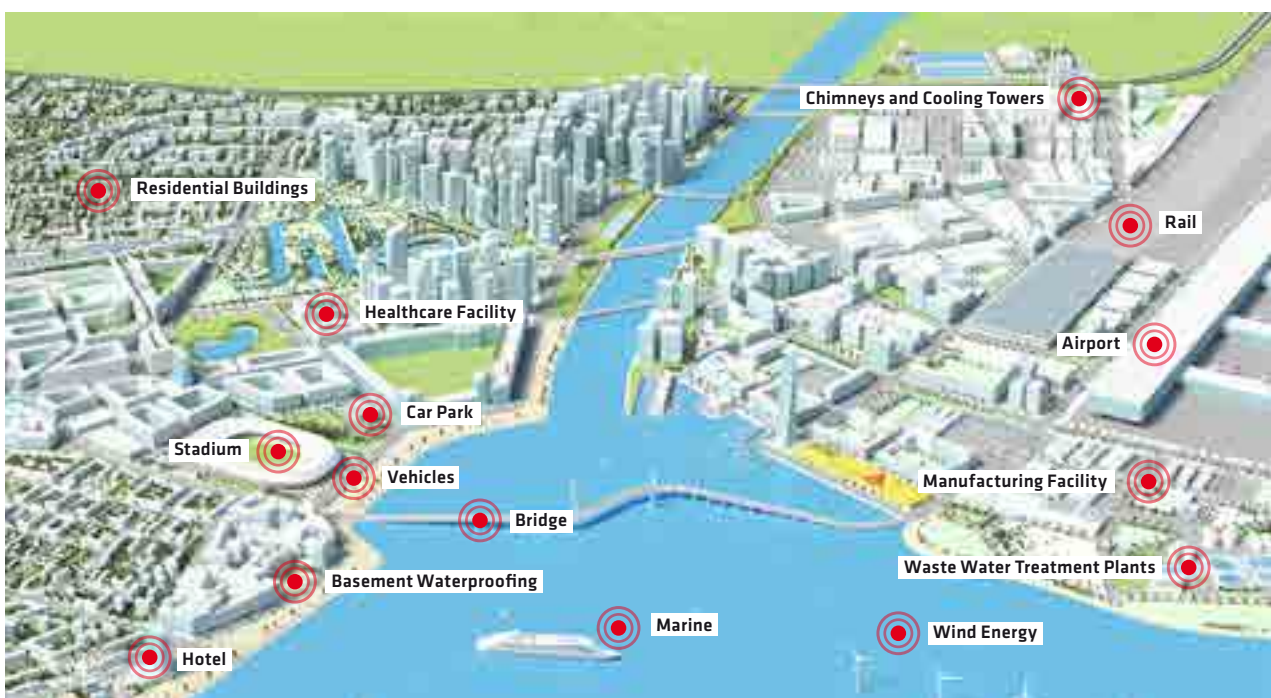 Chimneys and Cooling Towers
Residential Buildings
Rail
Healthcare Facility
Airport
Car Park
Stadium
Vehicles
Manufacturing Facility
Bridge
Waste Water Treatment Plants
Basement Waterproofing
Marine
Wind Energy
Hotel